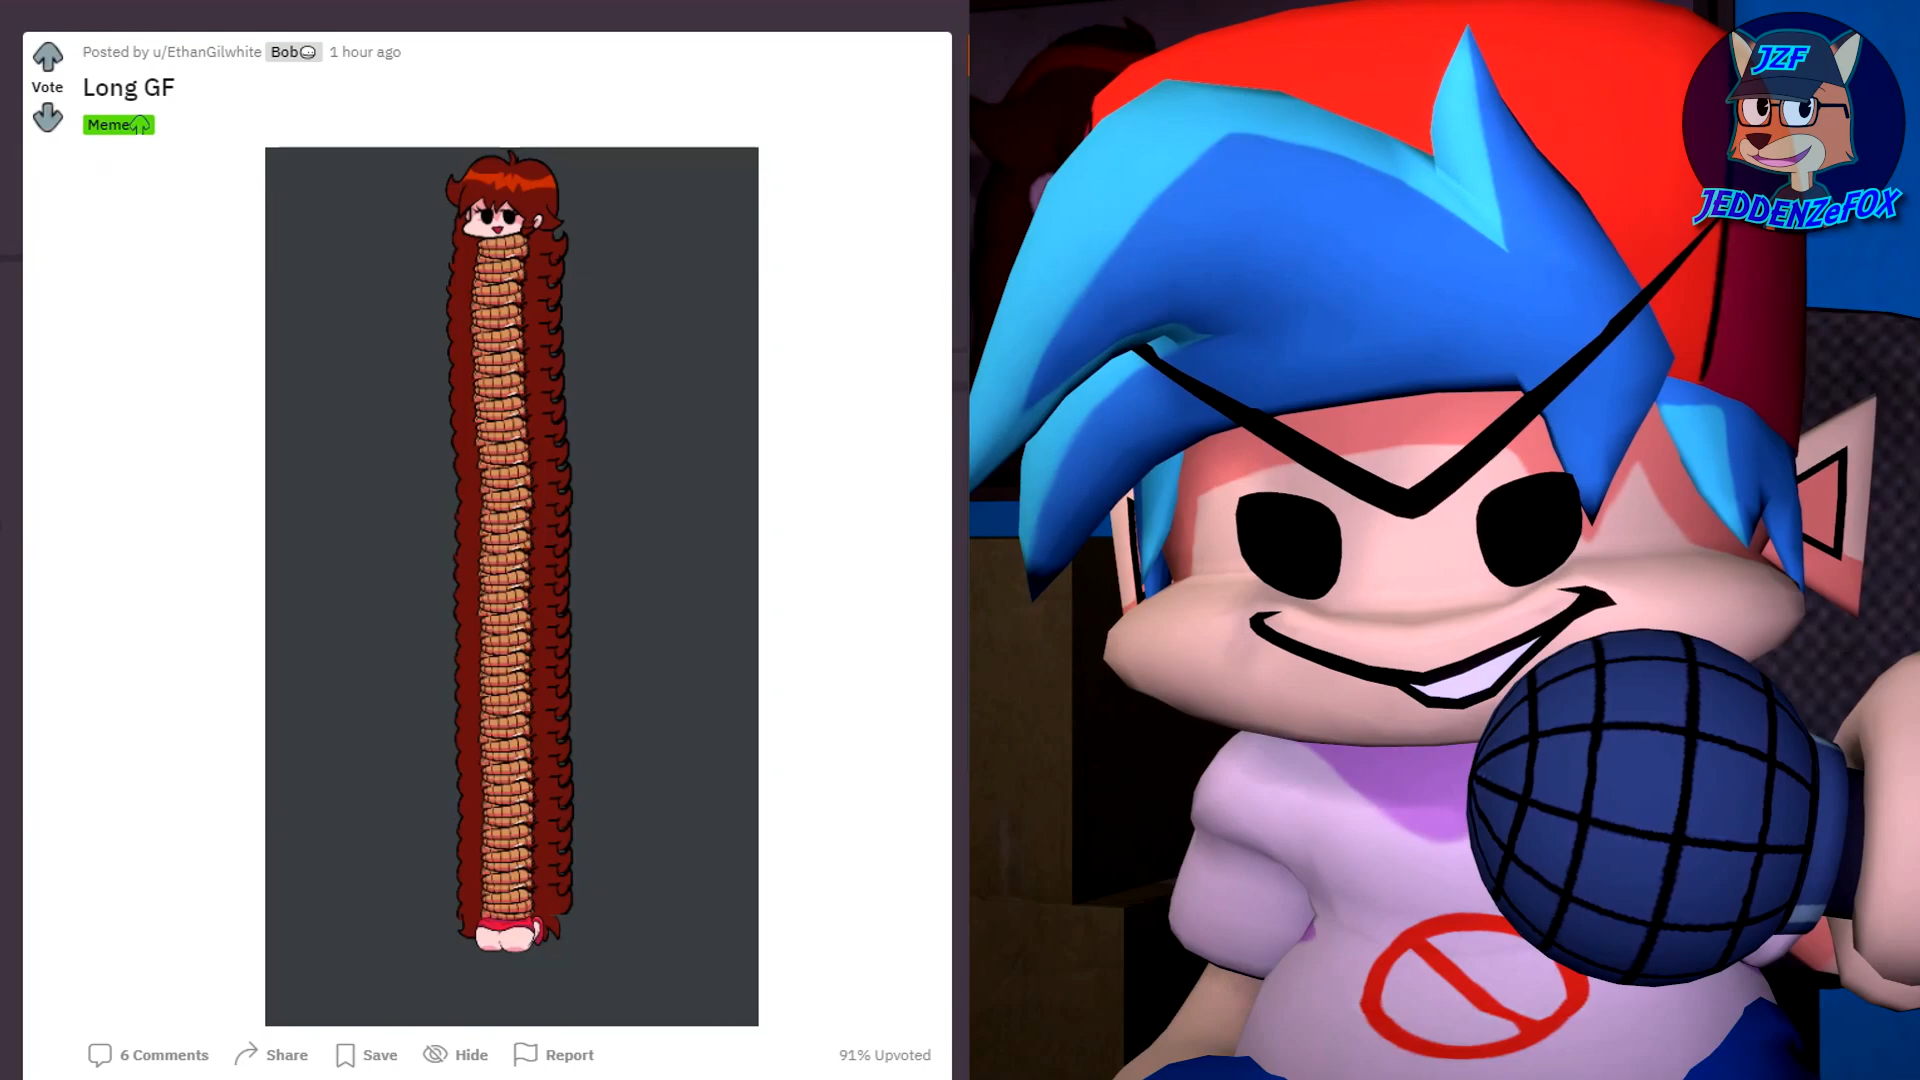 Posted by u/EthanGilwhite Bob 1 hour ago
Vote
Long GF
Meme
6 Comments Share Save Hide Report 91% Upvoted
JZF
JEDDENZeFOX